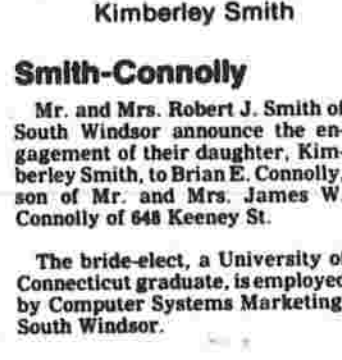 Kimberley Smith
Smith-Connolly
Mr. and Mrs. Robert J. Smith of
South Windsor announce the en-
gagement of their daughter, Kim-
berley Smith, to Brian E. Connolly,
son of Mr. and Mrs. James W.
Connolly of 648 Keeney St.
The bride-elect, a University of
Connecticut graduate, is employed
by Computer Systems Marketing,
South Windsor.